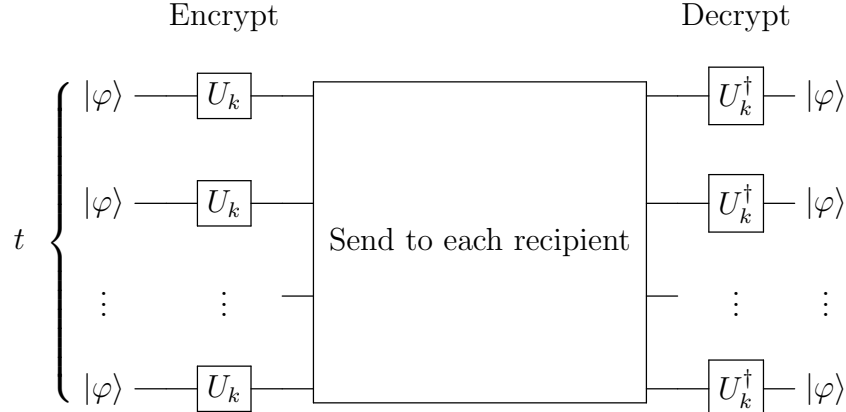 Encrypt Decrypt
|φ⟩ U_k U_k^† |φ⟩
|φ⟩ U_k U_k^† |φ⟩
t Send to each recipient
⋮ ⋮ ⋮ ⋮
|φ⟩ U_k U_k^† |φ⟩